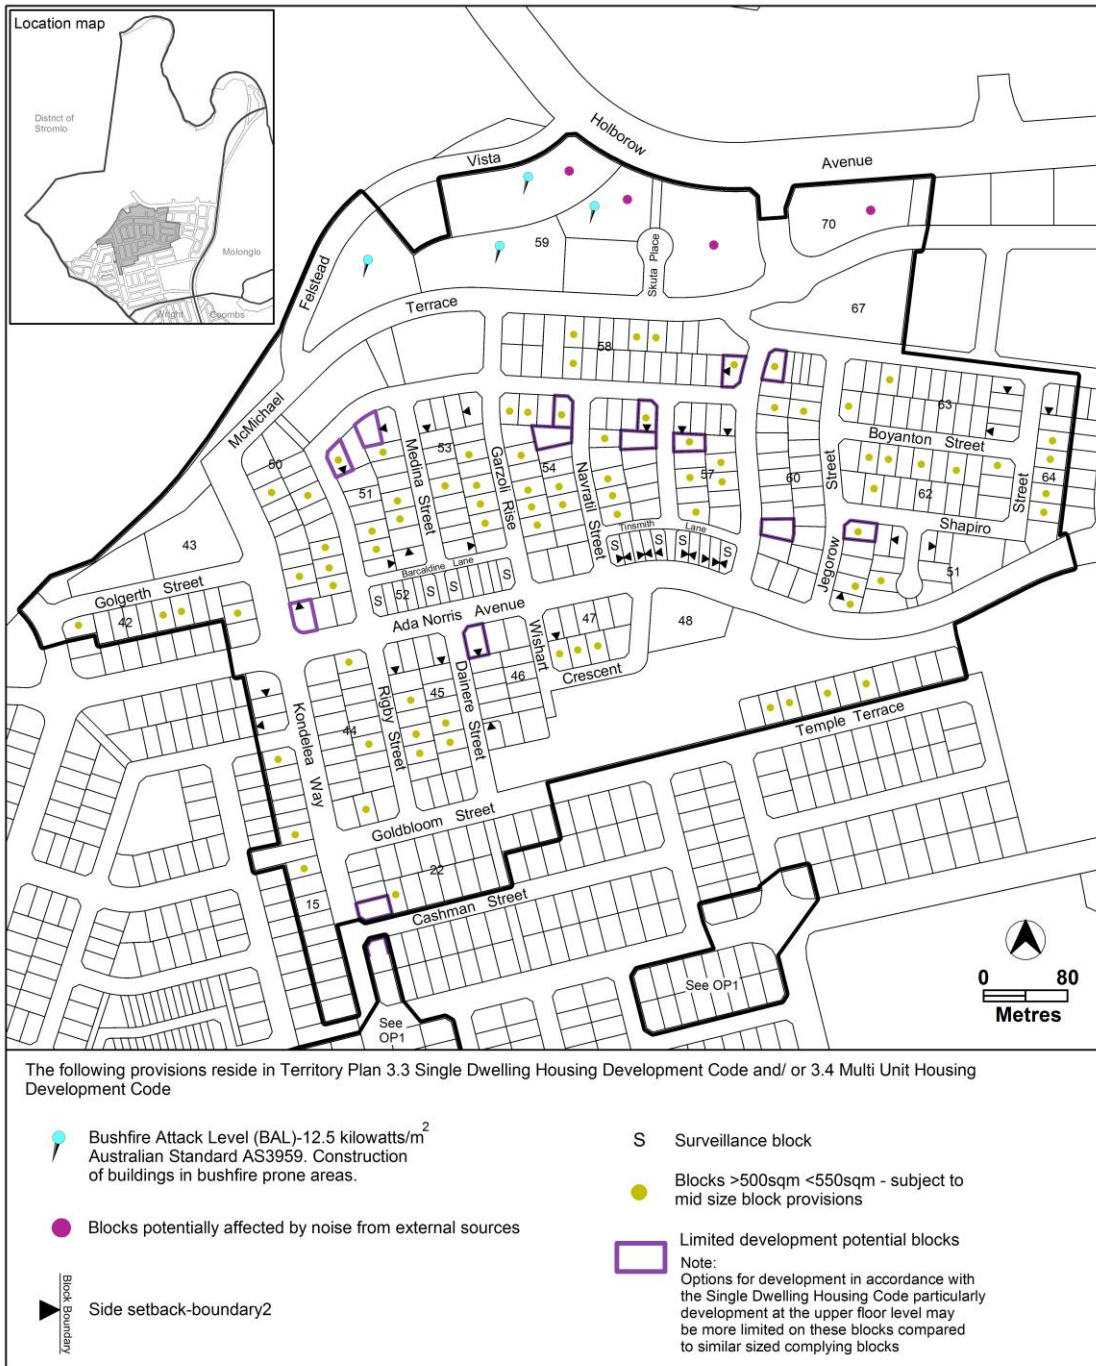 Location map
District of
Stromlo
Molonglo
Wright
Coombs
Holborow
Avenue
Vista
Felstead
59
Skuta Place
70
67
Terrace
58
McMichael
50
51
Medina Street
53
Garzoli Rise
54
Navratil Street
57
60
Jegorow Street
63
Boyanton Street
62
64
Shapiro Street
51
43
Golgerth Street
42
Barcaldine Lane
S
52
S
S
S
Tinsmith Lane
S
S
S
S
S
Ada Norris Avenue
47
48
Wishart
Crescent
46
Dainere Street
45
Rigby Street
44
Kondelea Way
Temple Terrace
Goldbloom Street
22
15
Cashman Street
See
OP1
See OP1
0 80
Metres
The following provisions reside in Territory Plan 3.3 Single Dwelling Housing Development Code and/ or 3.4 Multi Unit Housing
Development Code
Bushfire Attack Level (BAL)-12.5 kilowatts/m2
Australian Standard AS3959. Construction
of buildings in bushfire prone areas.
Blocks potentially affected by noise from external sources
Block Boundary
Side setback-boundary2
S Surveillance block
Blocks >500sqm <550sqm - subject to
mid size block provisions
Limited development potential blocks
Note:
Options for development in accordance with
the Single Dwelling Housing Code particularly
development at the upper floor level may
be more limited on these blocks compared
to similar sized complying blocks